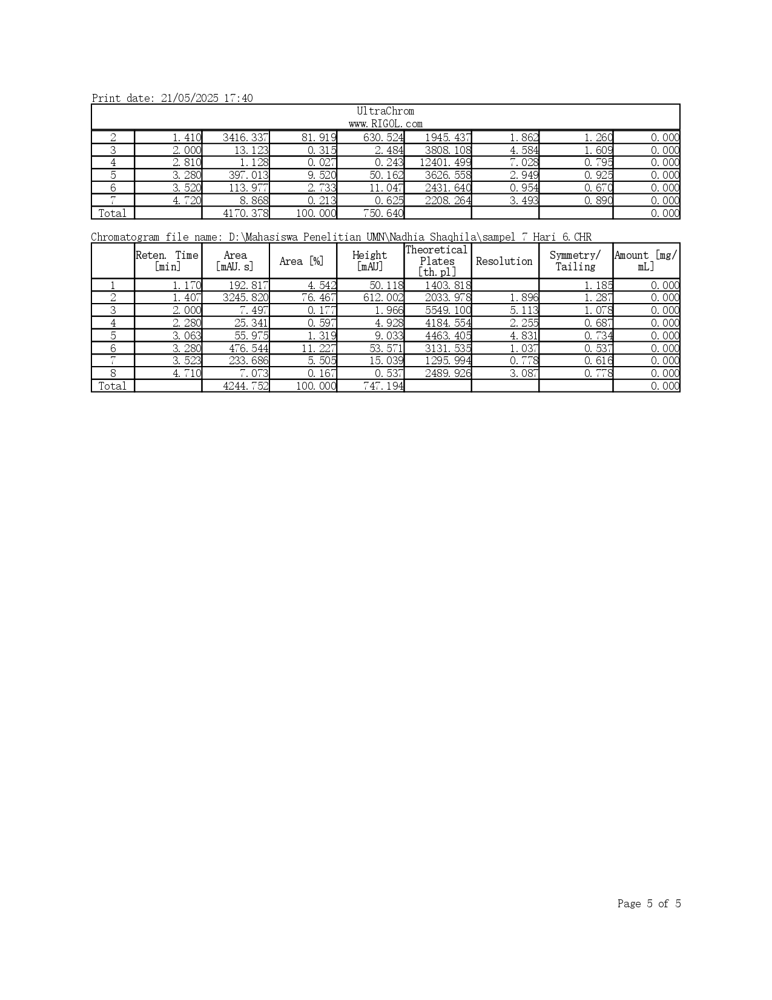 Print date: 21/05/2025 17:40
UltraChrom
www.RIGOL.com
2 1.410 3416.337 81.919 630.524 1945.437 1.862 1.260 0.000
3 2.000 13.123 0.315 2.484 3808.108 4.584 1.609 0.000
4 2.810 1.128 0.027 0.243 12401.499 7.028 0.795 0.000
5 3.280 397.013 9.520 50.162 3626.558 2.949 0.925 0.000
6 3.520 113.977 2.733 11.047 2431.640 0.954 0.670 0.000
7 4.720 8.868 0.213 0.625 2208.264 3.493 0.890 0.000
Total 4170.378 100.000 750.640 0.000
Chromatogram file name: D:\Mahasiswa Penelitian UMN\Nadhia Shaqhila\sampel 7 Hari 6.CHR
Reten. Time [min] Area [mAU.s] Area [%] Height [mAU] Theoretical Plates [th.pl] Resolution Symmetry/ Tailing Amount [mg/ mL]
1 1.170 192.817 4.542 50.118 1403.818 1.185 0.000
2 1.407 3245.820 76.467 612.002 2033.978 1.896 1.287 0.000
3 2.000 7.497 0.177 1.966 5549.100 5.113 1.078 0.000
4 2.280 25.341 0.597 4.928 4184.554 2.255 0.687 0.000
5 3.063 55.975 1.319 9.033 4463.405 4.831 0.734 0.000
6 3.280 476.544 11.227 53.571 3131.535 1.037 0.537 0.000
7 3.523 233.686 5.505 15.039 1295.994 0.778 0.616 0.000
8 4.710 7.073 0.167 0.537 2489.926 3.087 0.778 0.000
Total 4244.752 100.000 747.194 0.000
Page 5 of 5